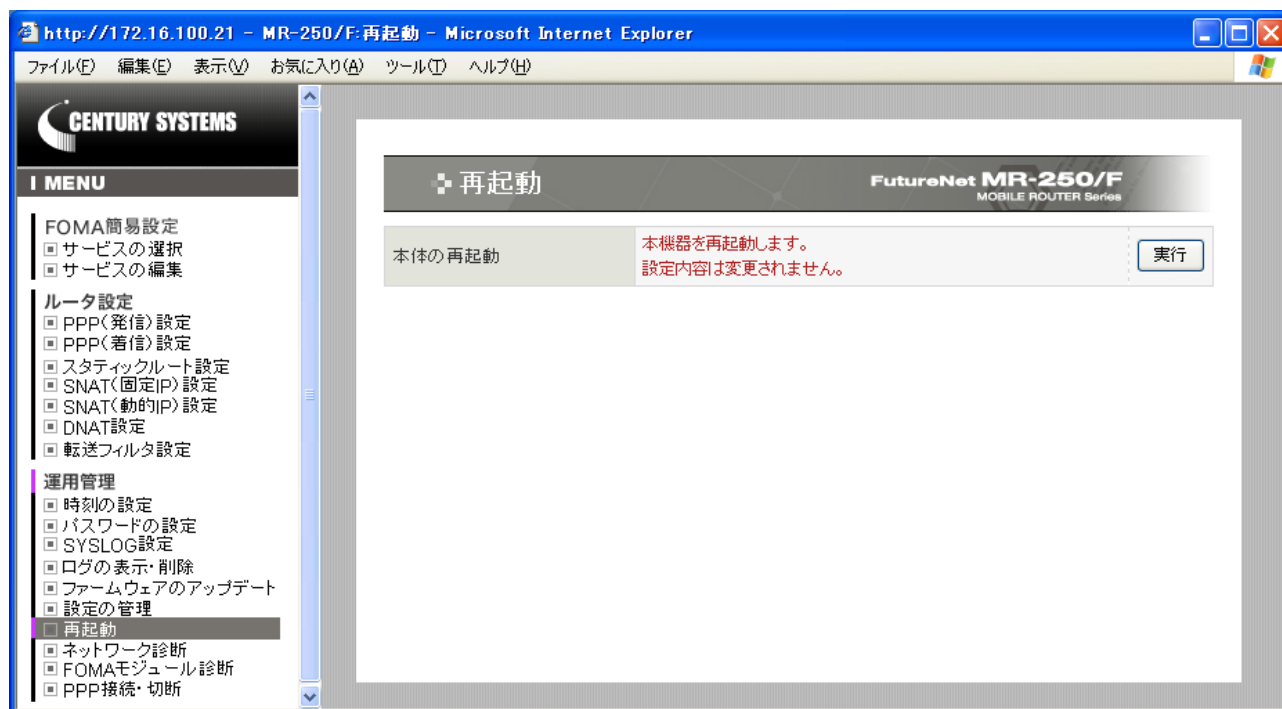 http://172.16.100.21 - MR-250/F:再起動 - Microsoft Internet Explorer
ファイル(F) 編集(E) 表示(V) お気に入り(A) ツール(T) ヘルプ(H)
CENTURY SYSTEMS
MENU
FOMA簡易設定
サービスの選択
サービスの編集
ルータ設定
PPP(発信)設定
PPP(着信)設定
スタティックルート設定
SNAT(固定IP)設定
SNAT(動的IP)設定
DNAT設定
転送フィルタ設定
運用管理
時刻の設定
パスワードの設定
SYSLOG設定
ログの表示・削除
ファームウェアのアップデート
設定の管理
再起動
ネットワーク診断
FOMAモジュール診断
PPP接続・切断
再起動
FutureNet MR-250/F
MOBILE ROUTER Series
本体の再起動
本機器を再起動します。
設定内容は変更されません。
実行